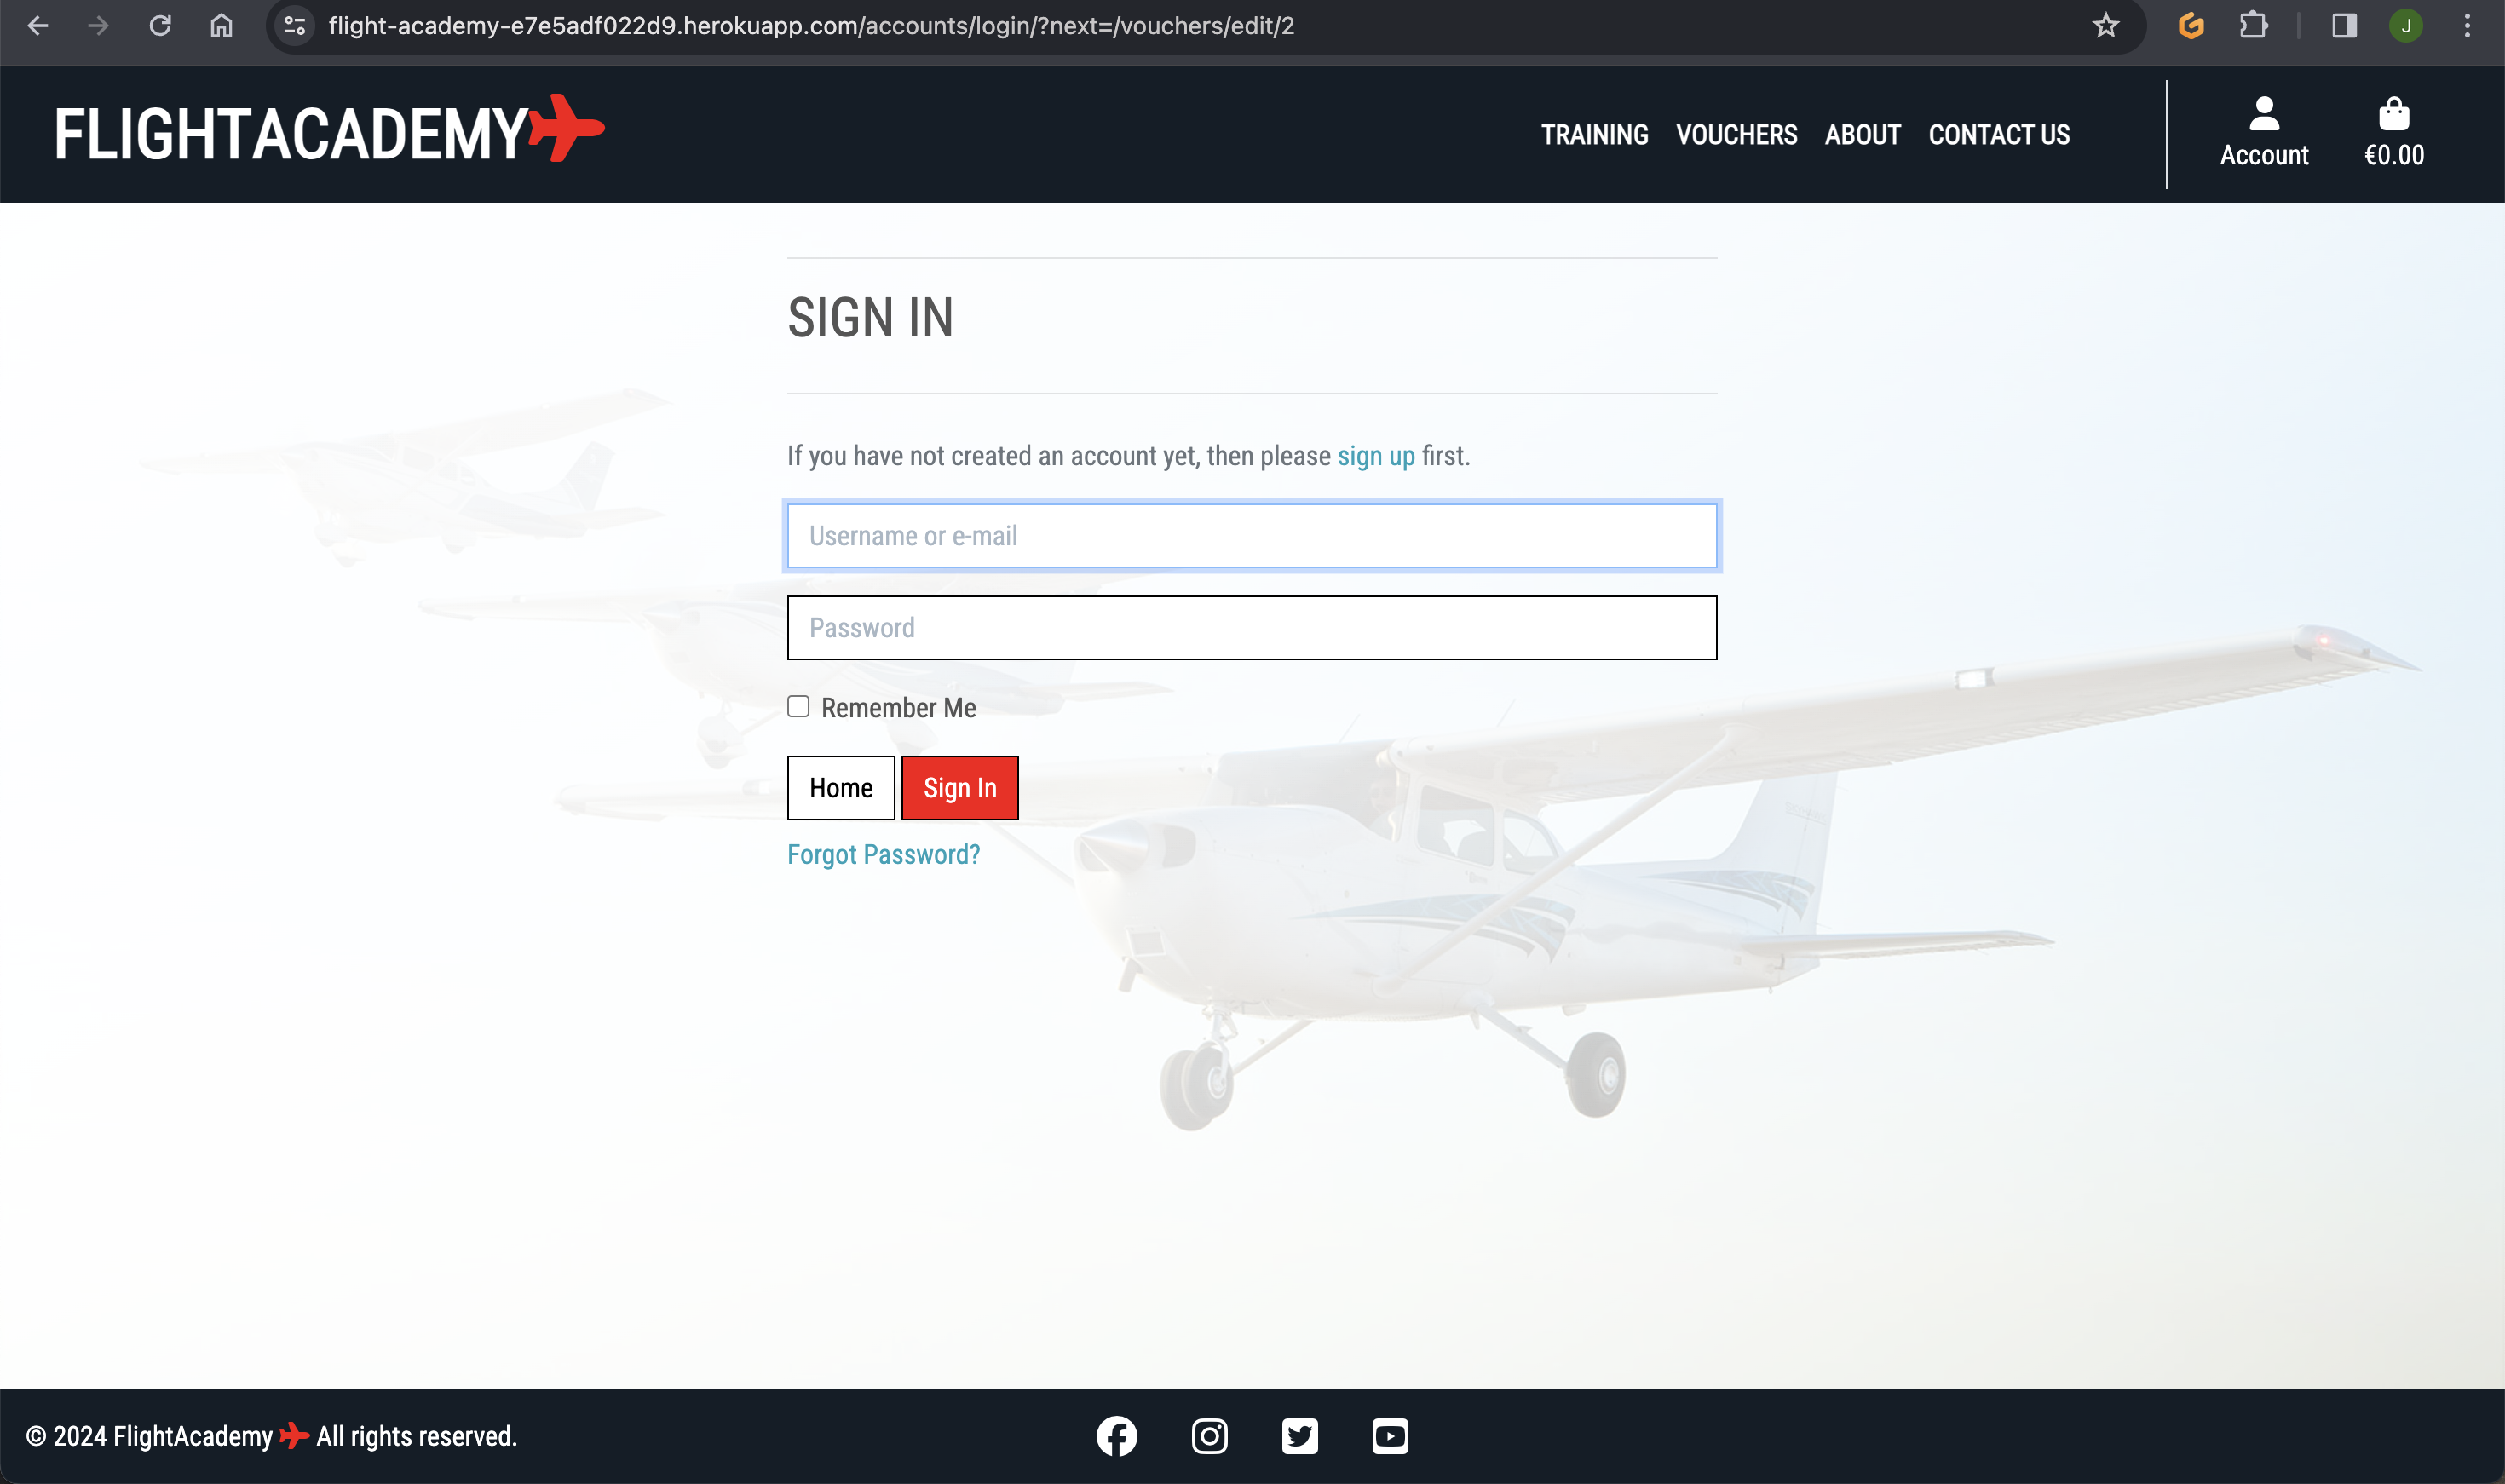 flight-academy-e7e5adf022d9.herokuapp.com/accounts/login/?next=/vouchers/edit/2
J
FLIGHTACADEMY
TRAINING VOUCHERS ABOUT CONTACT US
Account €0.00
SIGN IN
If you have not created an account yet, then please sign up first.
Username or e-mail
Password
Remember Me
Home Sign In
Forgot Password?
© 2024 FlightAcademy All rights reserved.